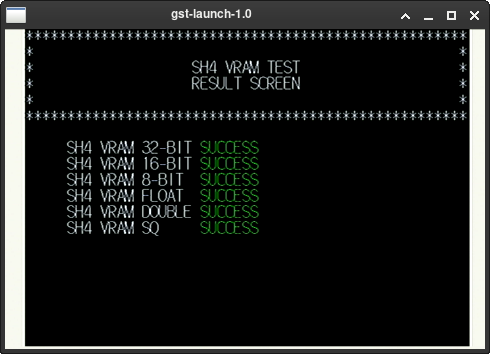 gst-launch-1.0
********************************************
* *
* SH4 VRAM TEST *
* RESULT SCREEN *
* *
********************************************
SH4 VRAM 32-BIT SUCCESS
SH4 VRAM 16-BIT SUCCESS
SH4 VRAM 8-BIT SUCCESS
SH4 VRAM FLOAT SUCCESS
SH4 VRAM DOUBLE SUCCESS
SH4 VRAM SQ SUCCESS